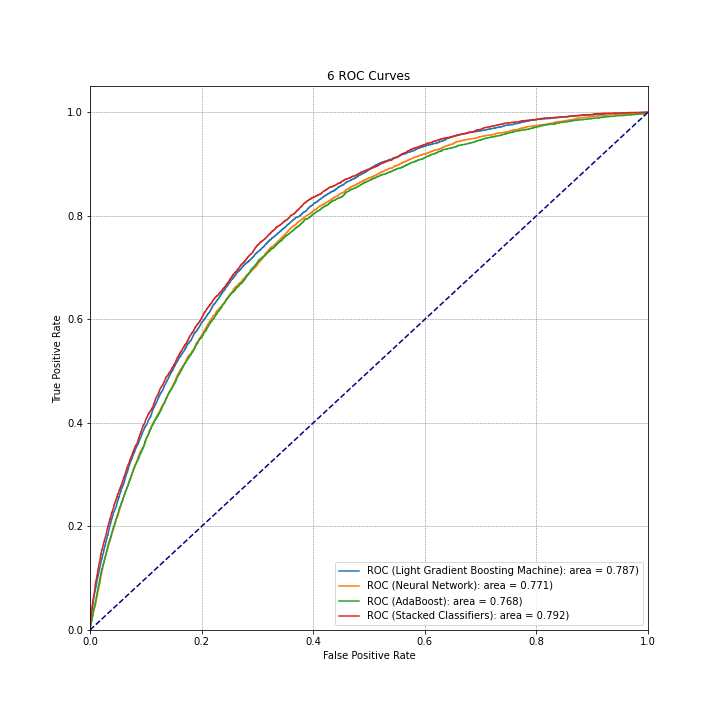 6 ROC Curves
1.0
0.8
0.6
0.4
0.2
0.0
True Positive Rate
ROC (Light Gradient Boosting Machine): area = 0.787)
ROC (Neural Network): area = 0.771)
ROC (AdaBoost): area = 0.768)
ROC (Stacked Classifiers): area = 0.792)
0.0 0.2 0.4 0.6 0.8 1.0
False Positive Rate